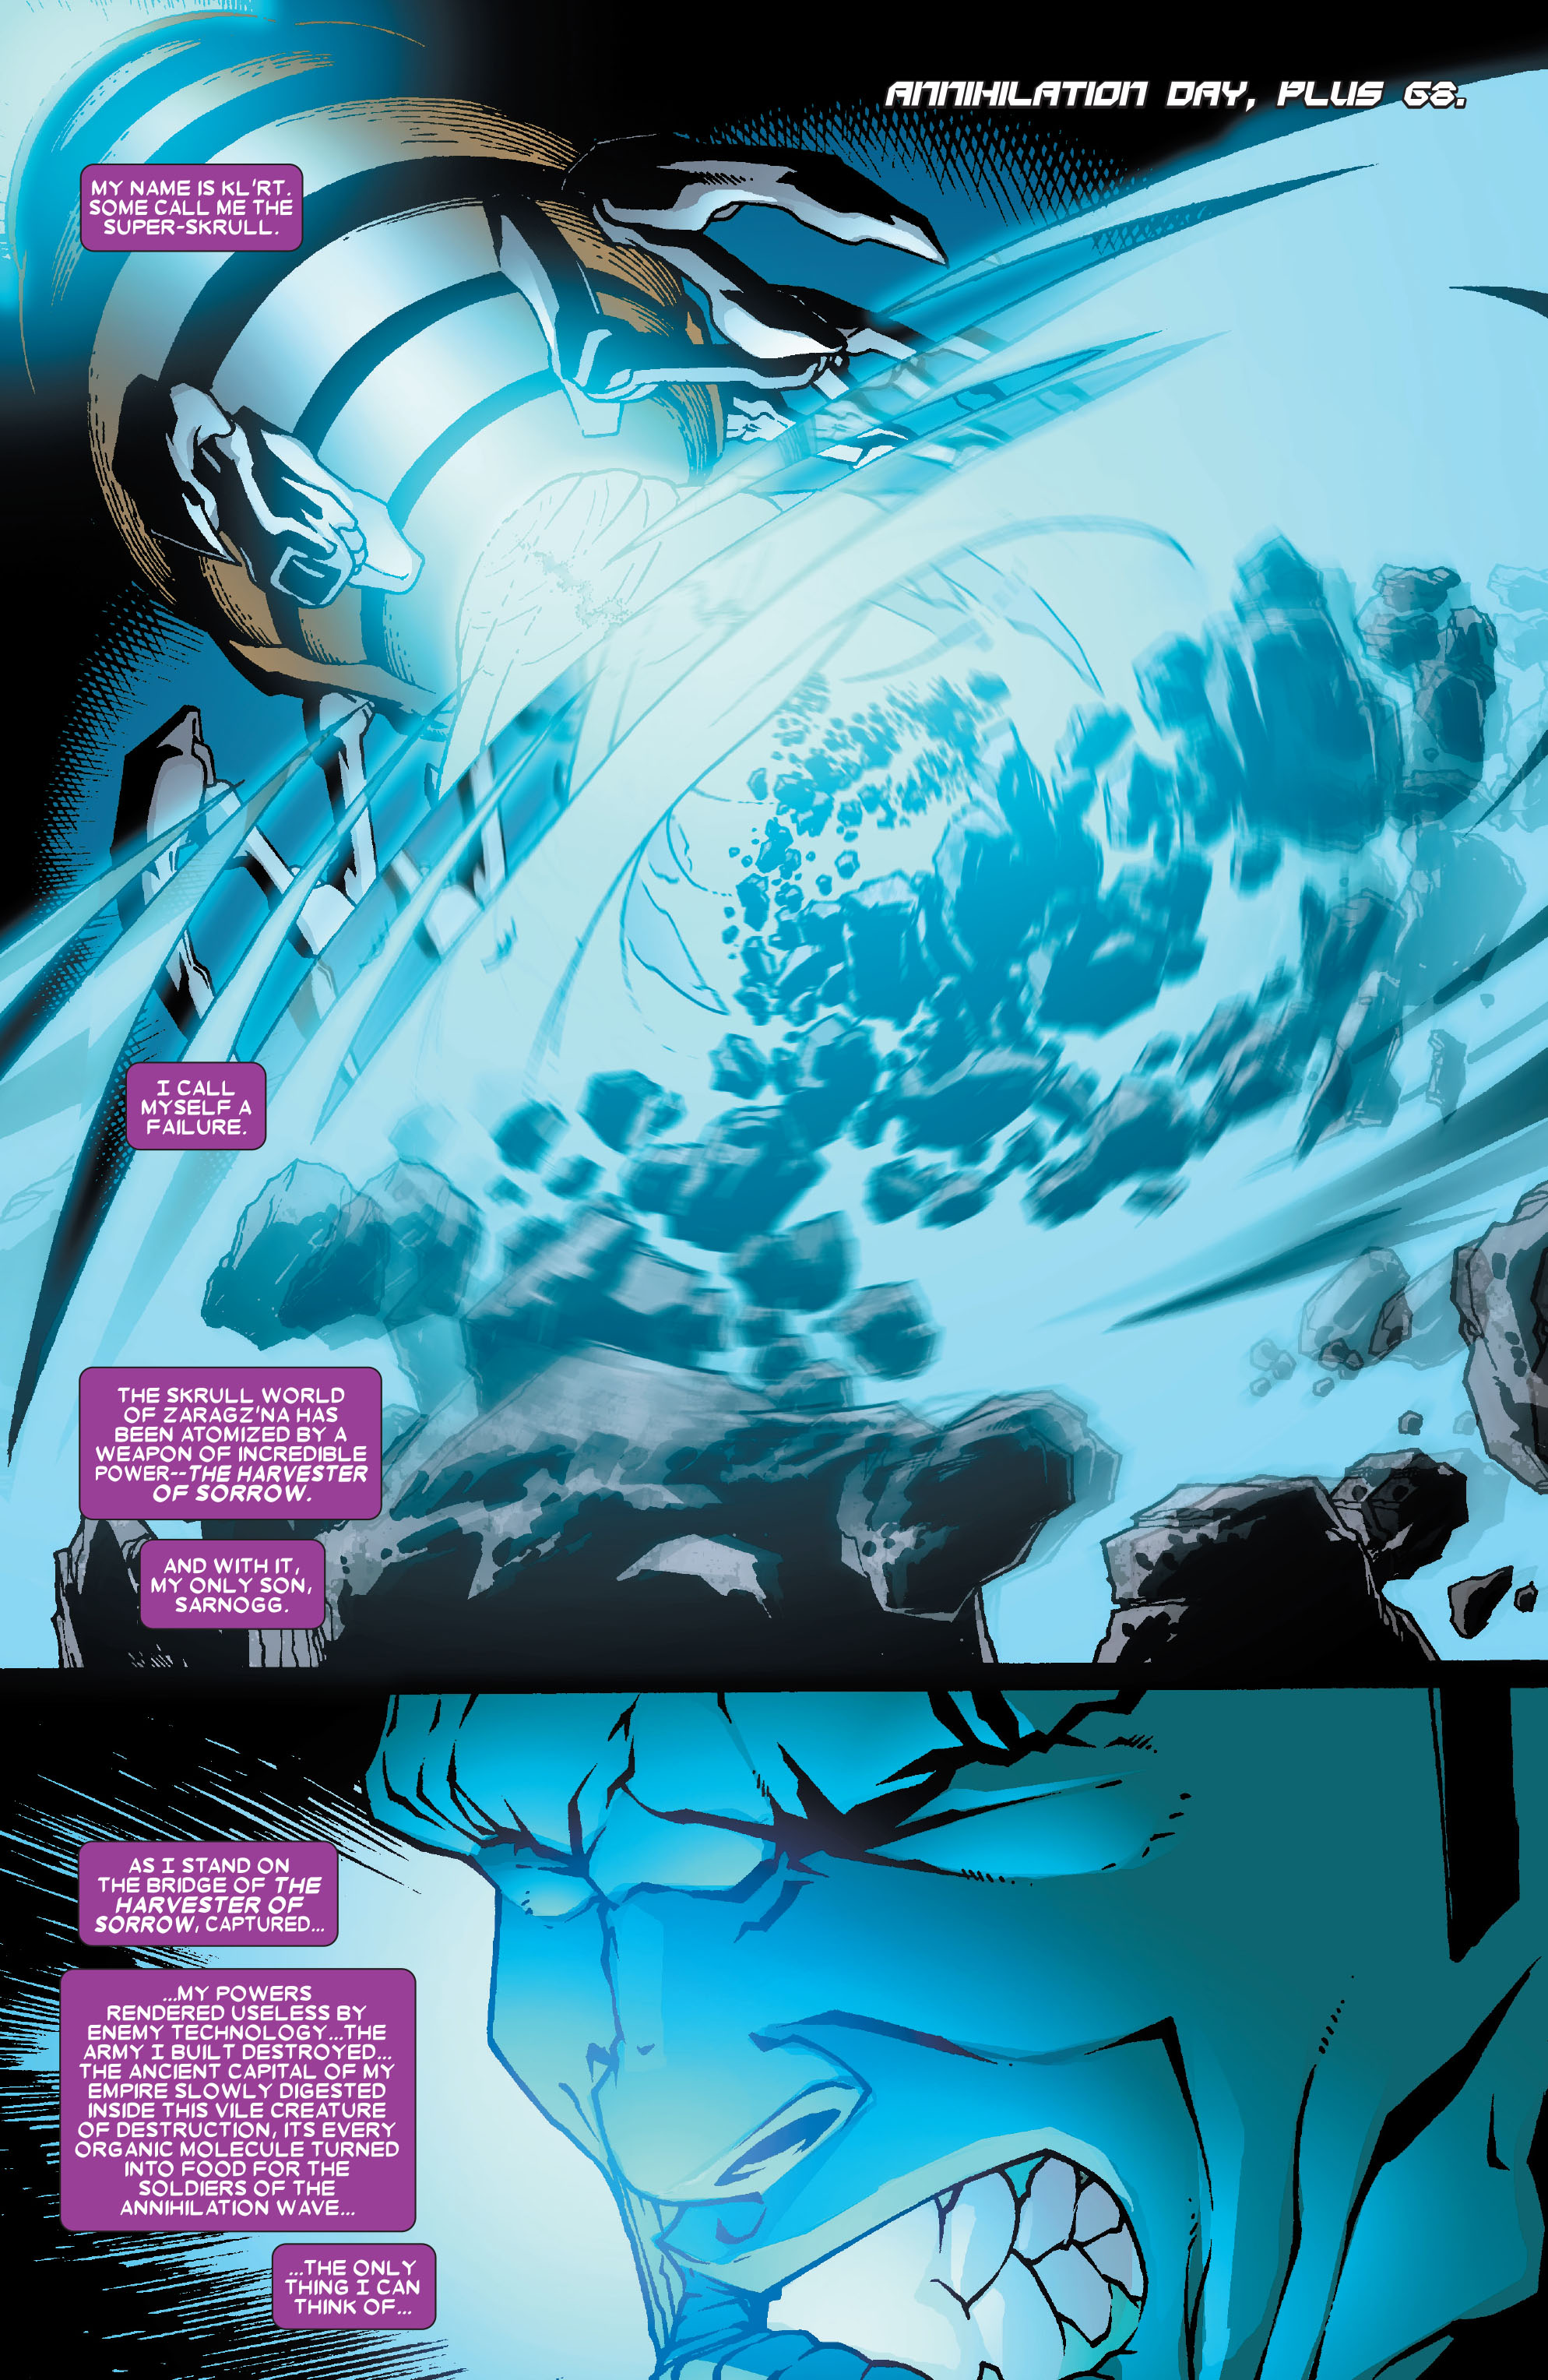 ANNIHILATION DAY, PLUS 68.
MY NAME IS KL'RT.
SOME CALL ME THE
SUPER-SKRULL.
I CALL
MYSELF A
FAILURE.
THE SKRULL WORLD
OF ZARAGZ'NA HAS
BEEN ATOMIZED BY A
WEAPON OF INCREDIBLE
POWER--THE HARVESTER
OF SORROW.
AND WITH IT,
MY ONLY SON,
SARNOGG.
AS I STAND ON
THE BRIDGE OF THE
HARVESTER OF
SORROW, CAPTURED...
...MY POWERS
RENDERED USELESS BY
ENEMY TECHNOLOGY...THE
ARMY I BUILT DESTROYED...
THE ANCIENT CAPITAL OF MY
EMPIRE SLOWLY DIGESTED
INSIDE THIS VILE CREATURE
OF DESTRUCTION, ITS EVERY
ORGANIC MOLECULE TURNED
INTO FOOD FOR THE
SOLDIERS OF THE
ANNIHILATION WAVE...
...THE ONLY
THING I CAN
THINK OF...